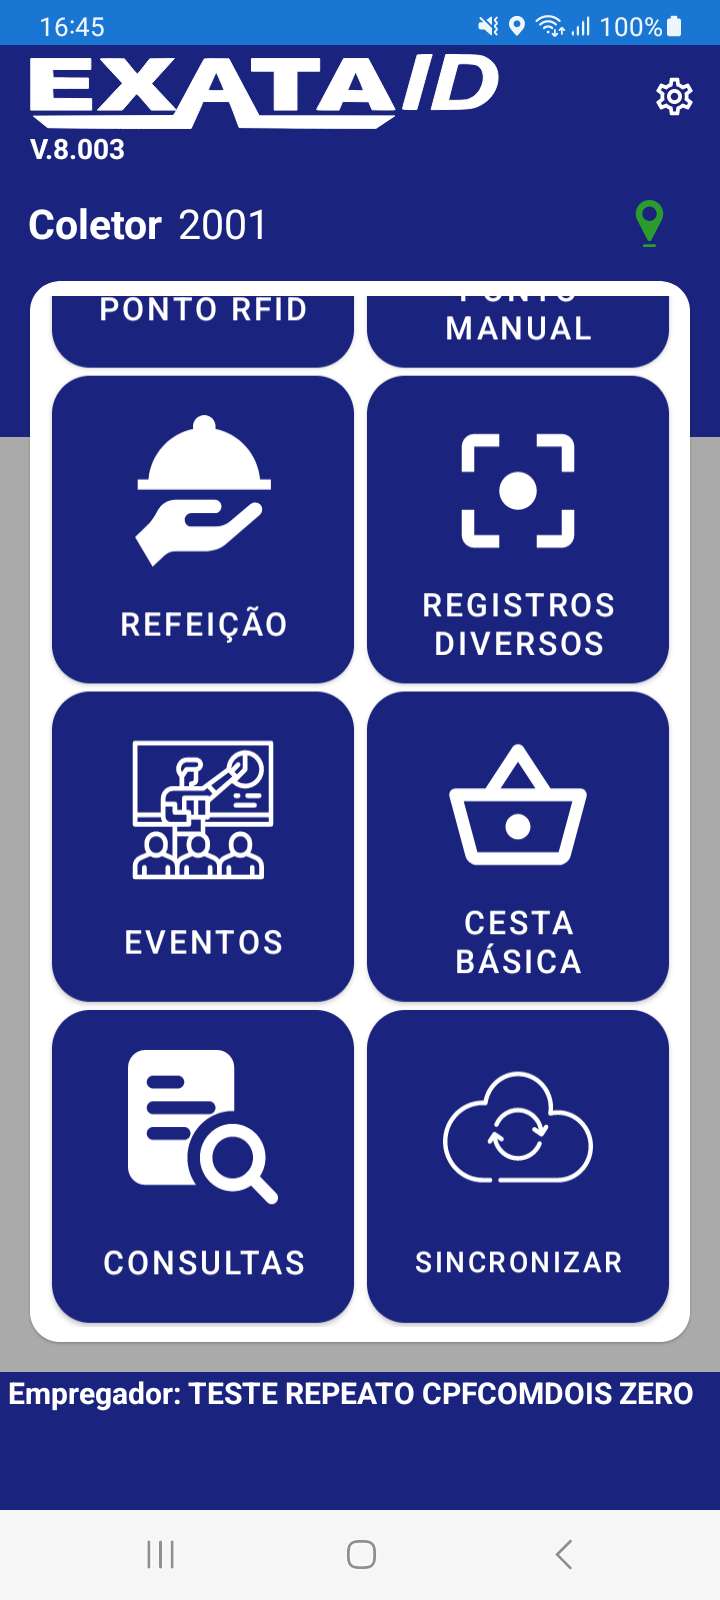 16:45
100%
EXATA ID
V.8.003
Coletor 2001
PONTO RFID
PONTO
MANUAL
REFEIÇÃO
REGISTROS
DIVERSOS
EVENTOS
CESTA
BÁSICA
CONSULTAS
SINCRONIZAR
Empregador: TESTE REPEATO CPFCOMDOIS ZERO